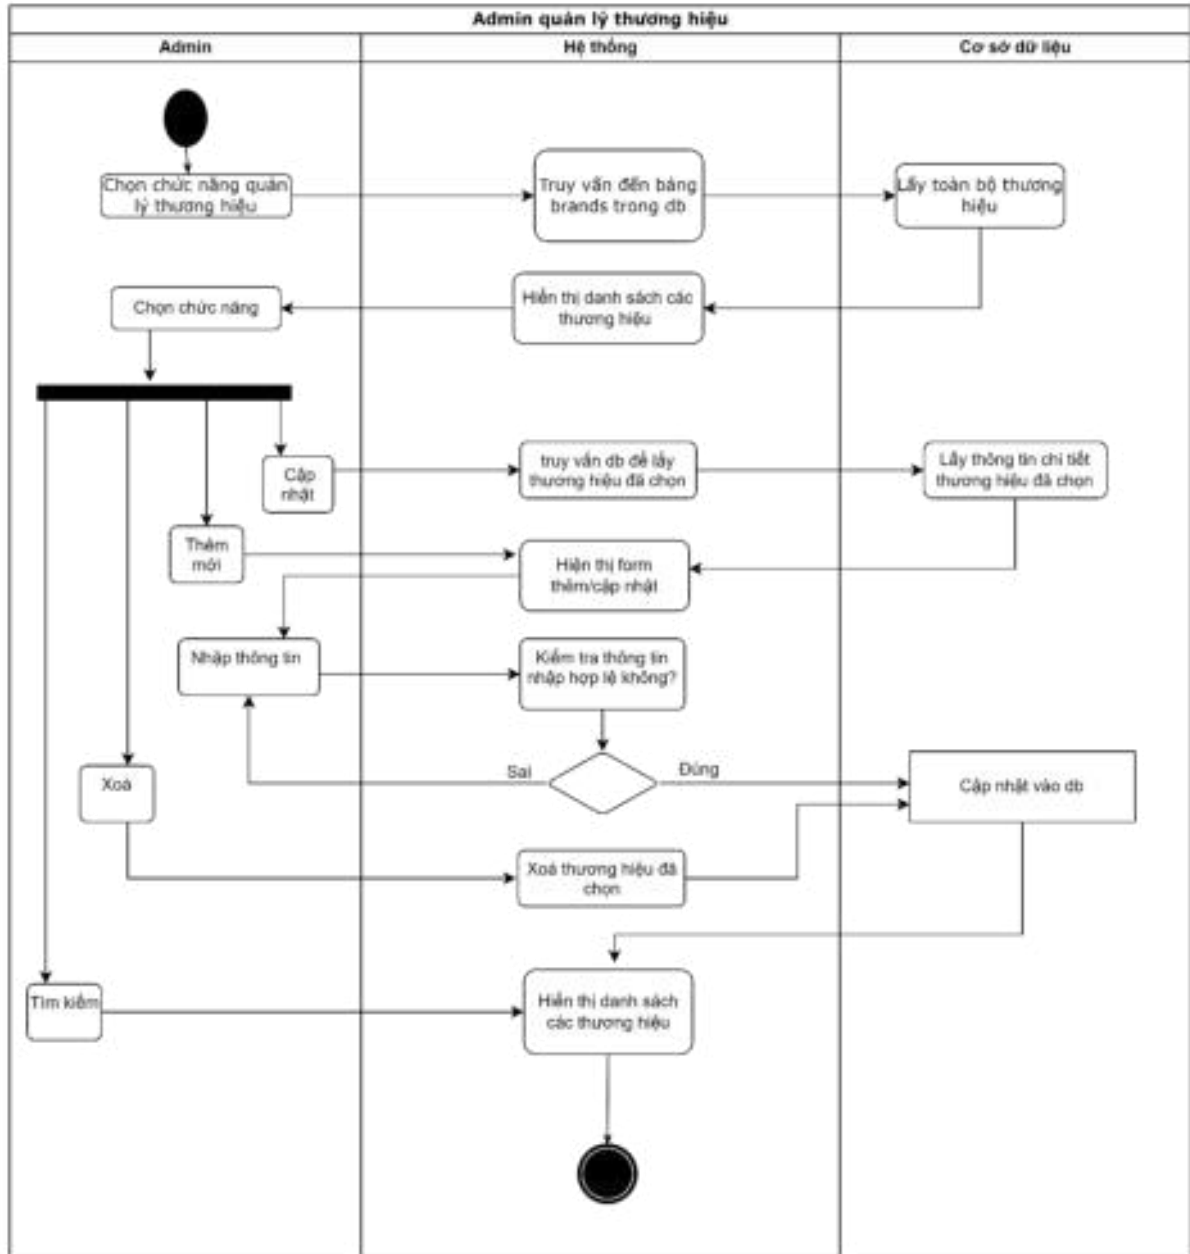 Admin quản lý thương hiệu
Admin
Hệ thống
Cơ sở dữ liệu
Chọn chức năng quản
lý thương hiệu
Truy vấn đến bảng
brands trong db
Lấy toàn bộ thương
hiệu
Chọn chức năng
Hiển thị danh sách các
thương hiệu
Cập
nhật
truy vấn db để lấy
thương hiệu đã chọn
Lấy thông tin chi tiết
thương hiệu đã chọn
Thêm
mới
Hiện thị form
thêm/cập nhật
Nhập thông tin
Kiểm tra thông tin
nhập hợp lệ không?
Sai
Đúng
Xoá
Cập nhật vào db
Xoá thương hiệu đã
chọn
Tìm kiếm
Hiển thị danh sách
các thương hiệu